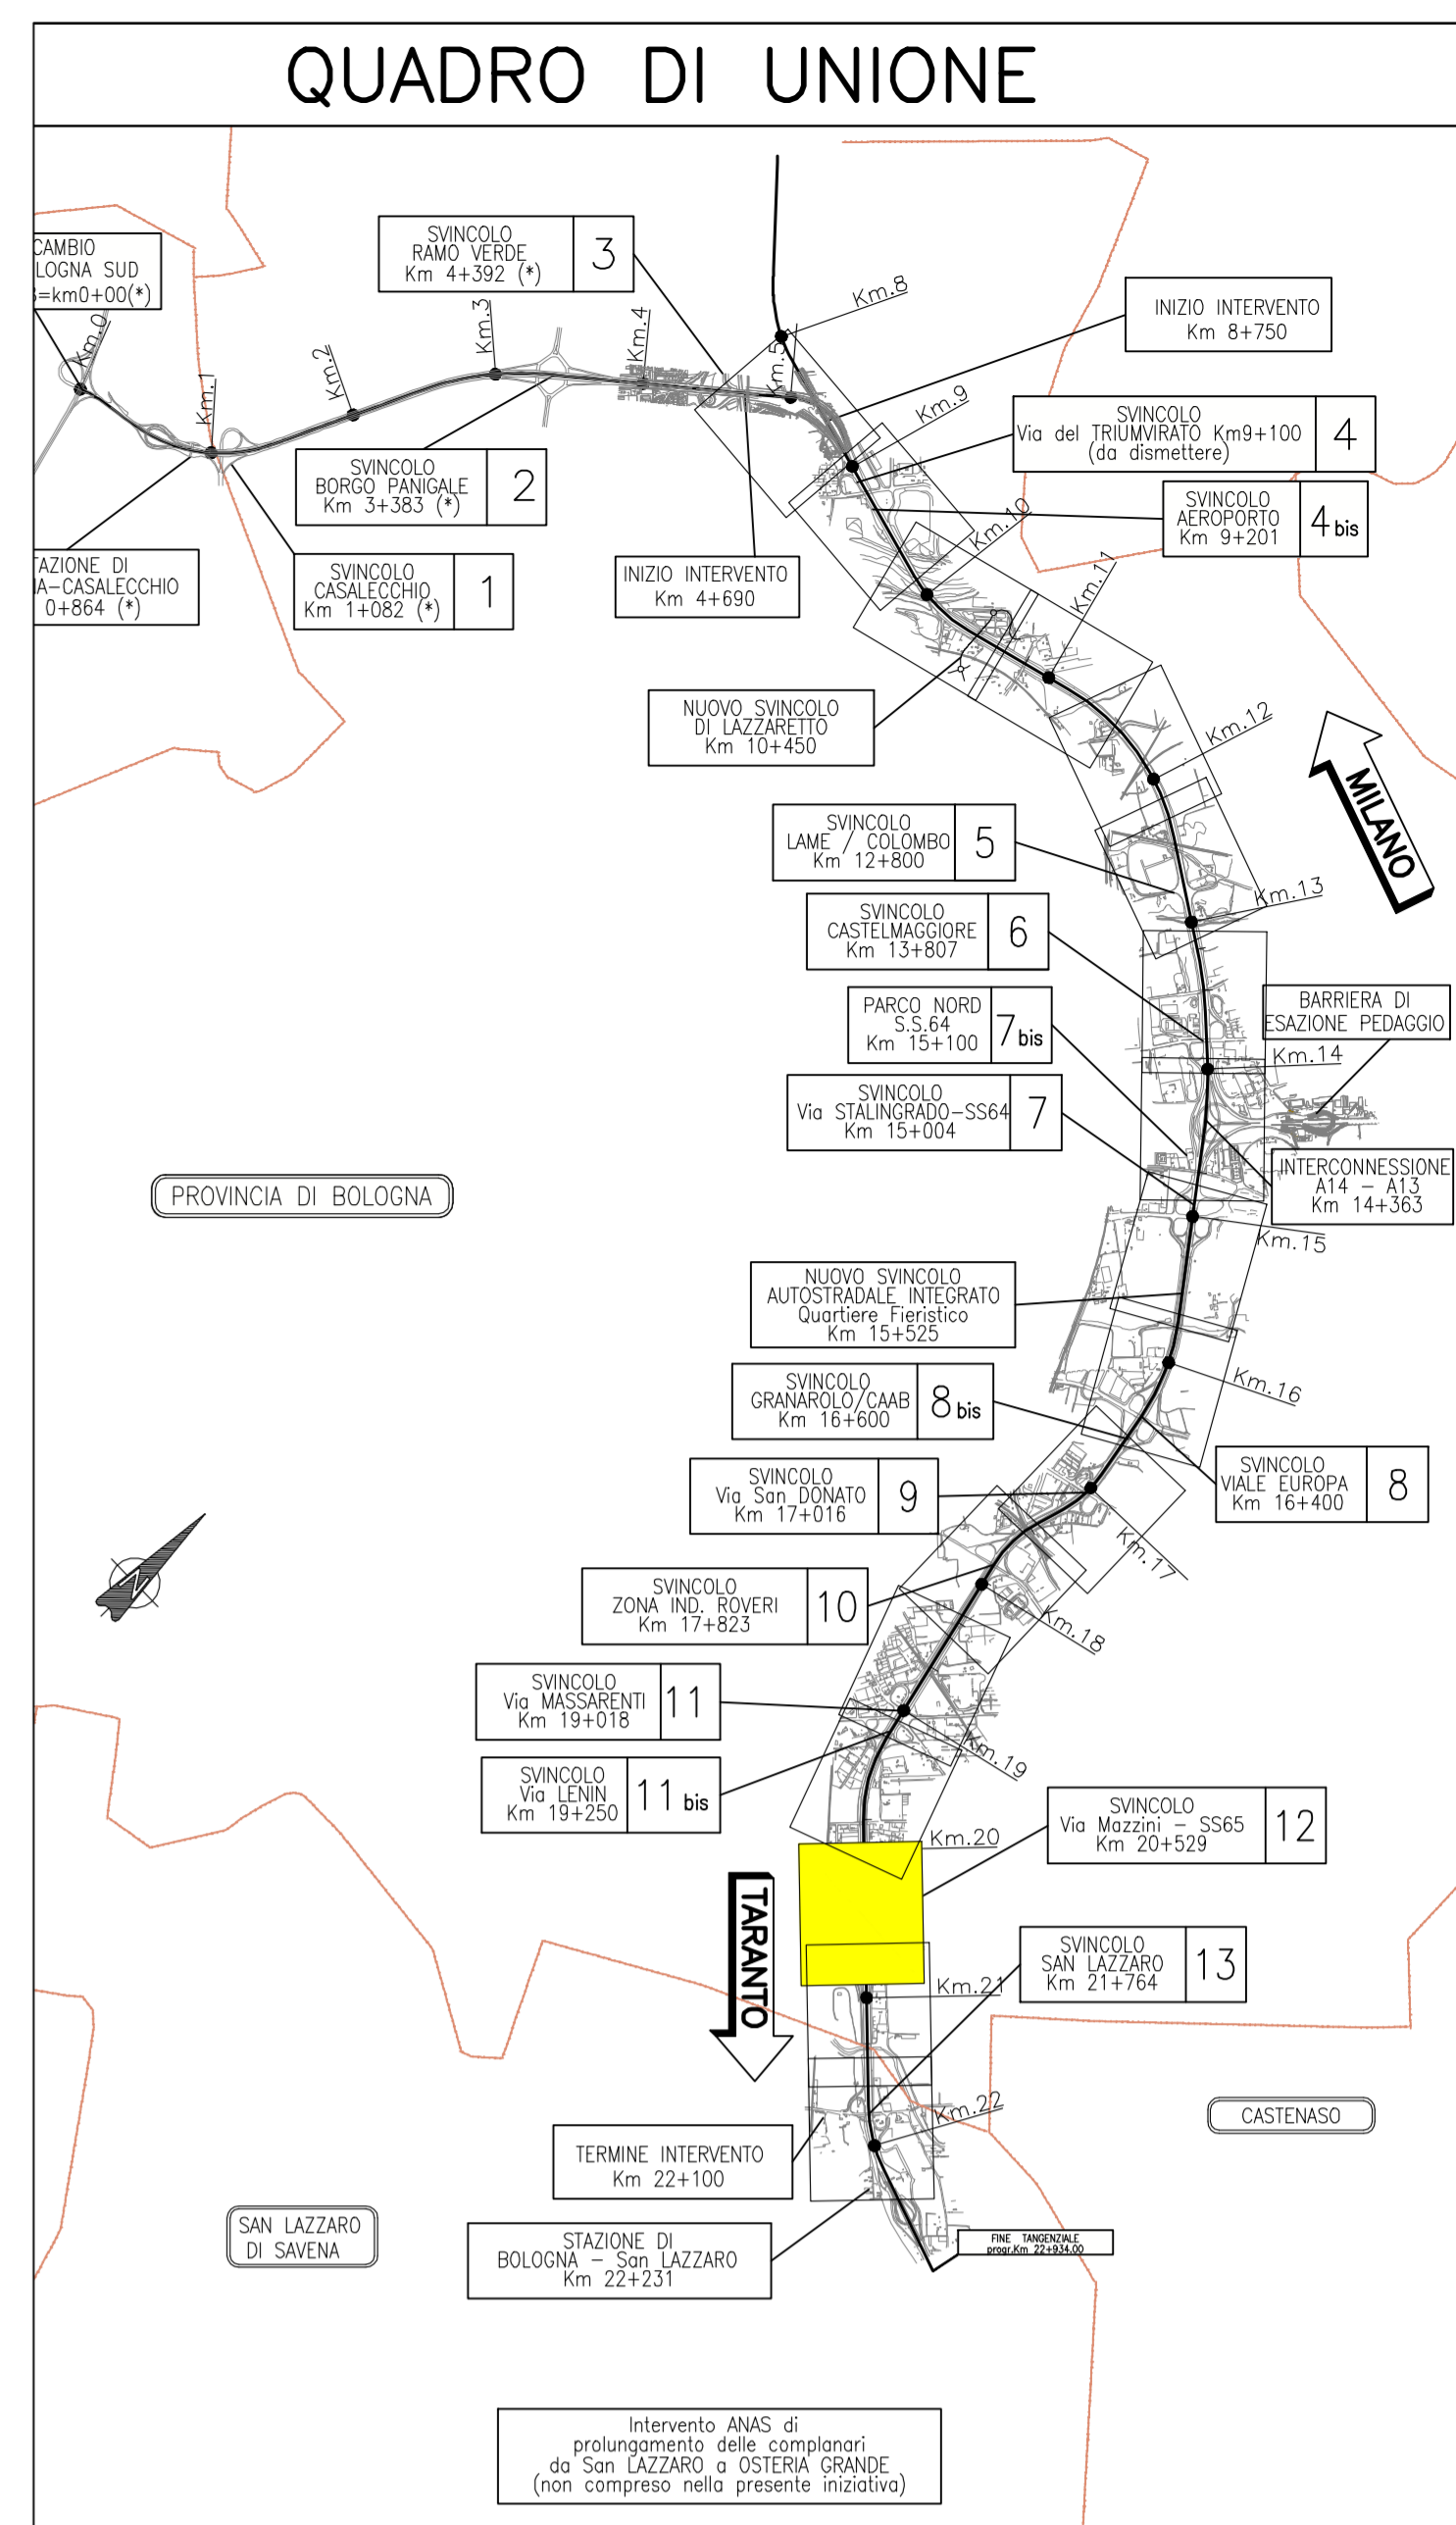 QUADRO DI UNIONE
CAMBIO
LOGNA SUD
=km0+00(*)
SVINCOLO
RAMO VERDE
Km 4+392 (*)
3
Km.0
Km.1
Km.2
Km.3
Km.4
Km.5
Km.8
INIZIO INTERVENTO
Km 8+750
Km.9
SVINCOLO
Via del TRIUMVIRATO Km9+100
(da dismettere)
4
SVINCOLO
BORGO PANIGALE
Km 3+383 (*)
2
SVINCOLO
AEROPORTO
Km 9+201
4 bis
Km.10
TAZIONE DI
A-CASALECCHIO
0+864 (*)
SVINCOLO
CASALECCHIO
Km 1+082 (*)
1
INIZIO INTERVENTO
Km 4+690
Km.11
NUOVO SVINCOLO
DI LAZZARETTO
Km 10+450
Km.12
MILANO
SVINCOLO
LAME / COLOMBO
Km 12+800
5
Km.13
SVINCOLO
CASTELMAGGIORE
Km 13+807
6
PARCO NORD
S.S.64
Km 15+100
7 bis
BARRIERA DI
ESAZIONE PEDAGGIO
Km.14
SVINCOLO
Via STALINGRADO-SS64
Km 15+004
7
INTERCONNESSIONE
A14 - A13
Km 14+363
PROVINCIA DI BOLOGNA
Km.15
NUOVO SVINCOLO
AUTOSTRADALE INTEGRATO
Quartiere Fieristico
Km 15+525
SVINCOLO
GRANAROLO/CAAB
Km 16+600
8 bis
Km.16
SVINCOLO
VIALE EUROPA
Km 16+400
8
SVINCOLO
Via San DONATO
Km 17+016
9
Km.17
N
SVINCOLO
ZONA IND. ROVERI
Km 17+823
10
Km.18
SVINCOLO
Via MASSARENTI
Km 19+018
11
Km.19
SVINCOLO
Via LENIN
Km 19+250
11 bis
Km.20
SVINCOLO
Via Mazzini - SS65
Km 20+529
12
TARANTO
SVINCOLO
SAN LAZZARO
Km 21+764
13
Km.21
Km.22
CASTENASO
TERMINE INTERVENTO
Km 22+100
SAN LAZZARO
DI SAVENA
STAZIONE DI
BOLOGNA - San LAZZARO
Km 22+231
FINE TANGENZIALE
progr.Km 22+934.00
Intervento ANAS di
prolungamento delle complanari
da San LAZZARO a OSTERIA GRANDE
(non compreso nella presente iniziativa)